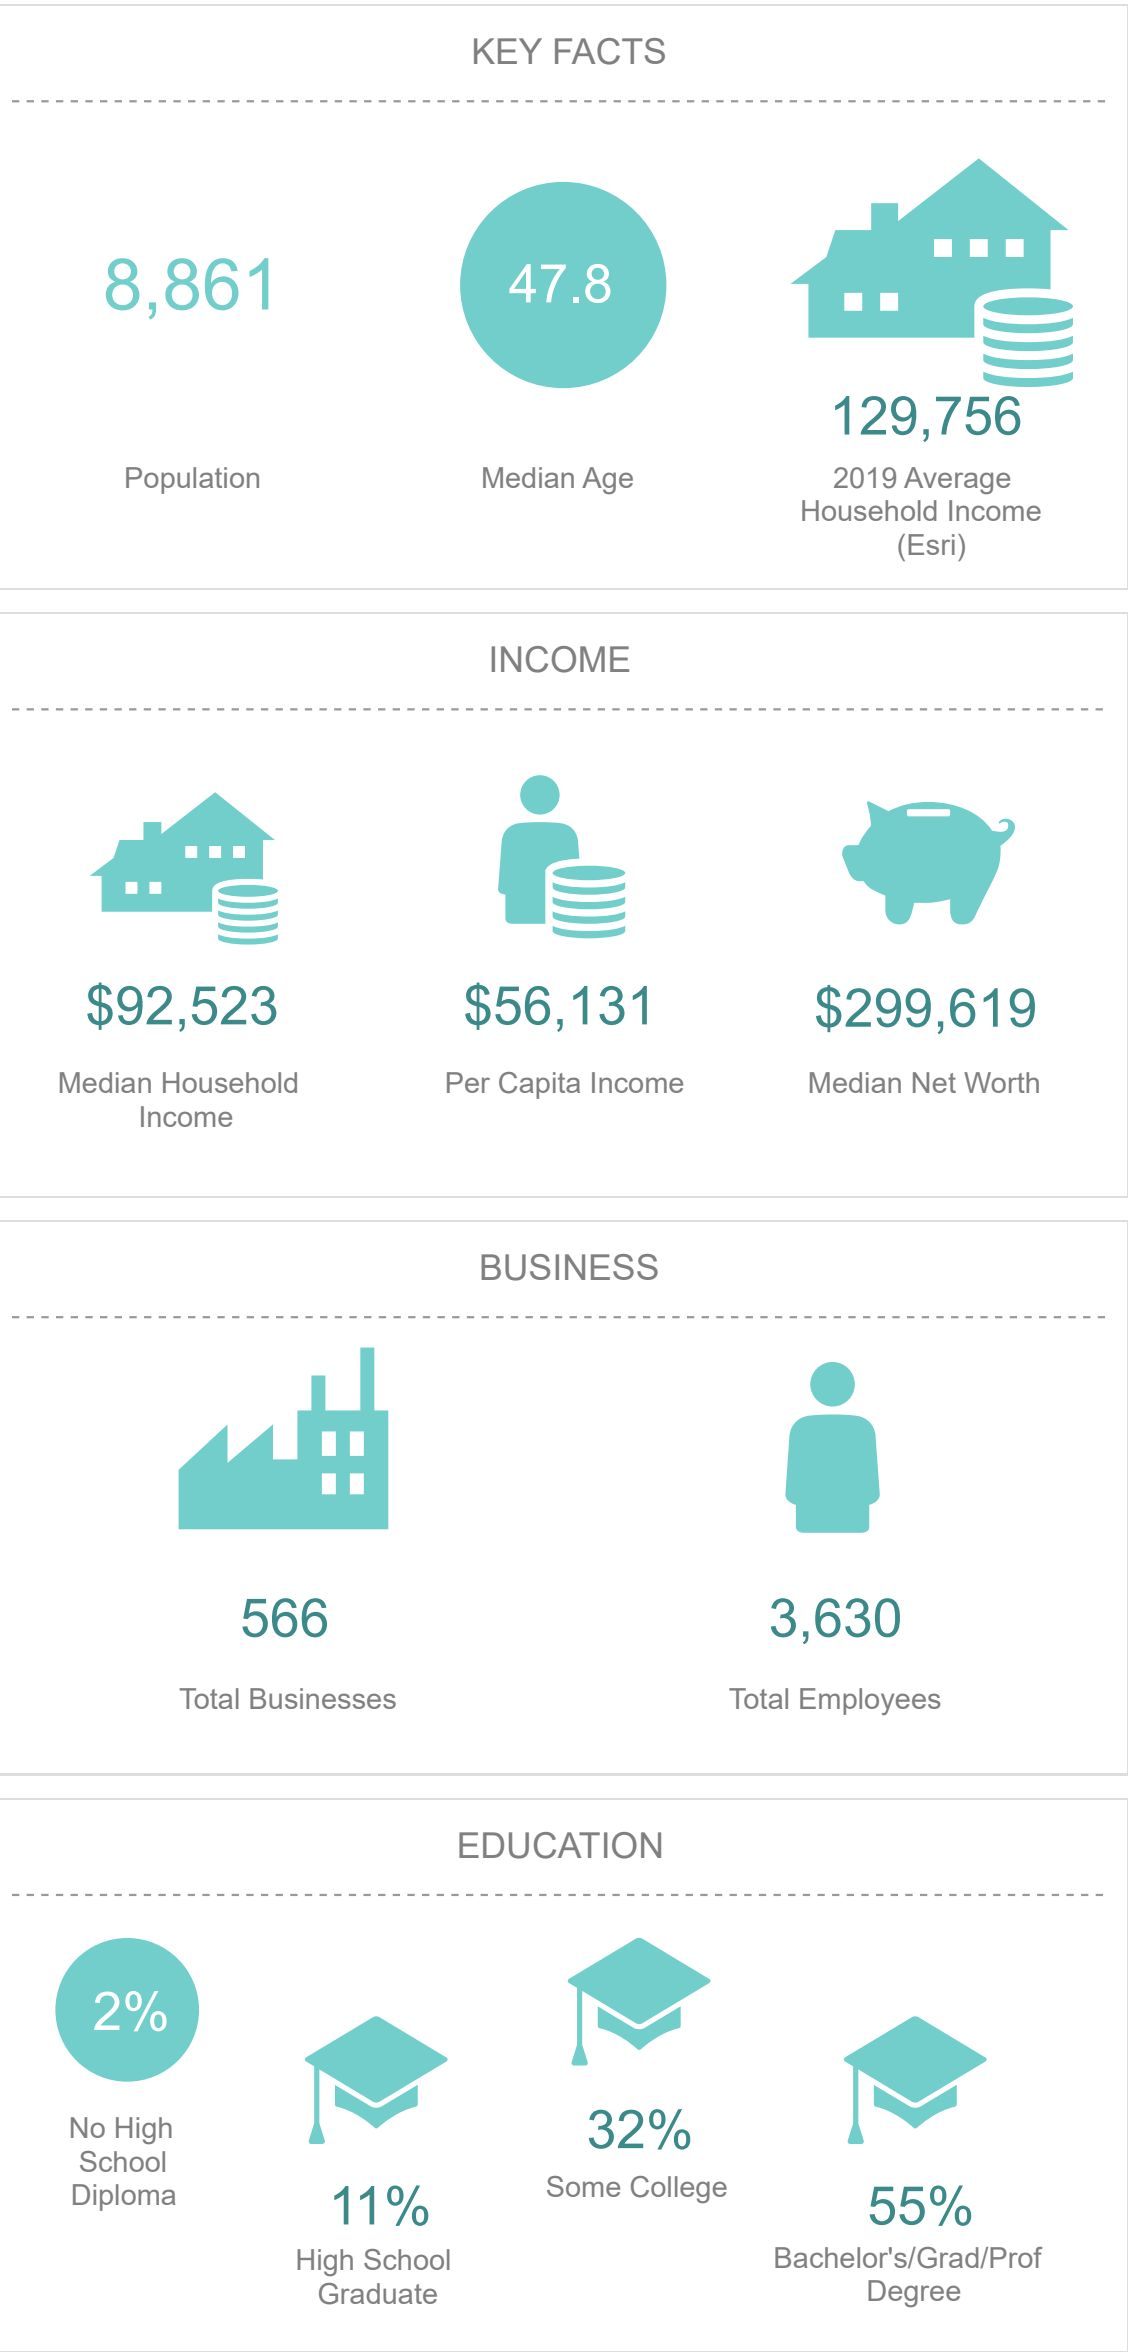 KEY FACTS
8,861
Population
47.8
Median Age
129,756
2019 Average
Household Income
(Esri)
INCOME
$92,523
Median Household
Income
$56,131
Per Capita Income
$299,619
Median Net Worth
BUSINESS
566
Total Businesses
3,630
Total Employees
EDUCATION
2%
No High
School
Diploma
11%
High School
Graduate
32%
Some College
55%
Bachelor's/Grad/Prof
Degree